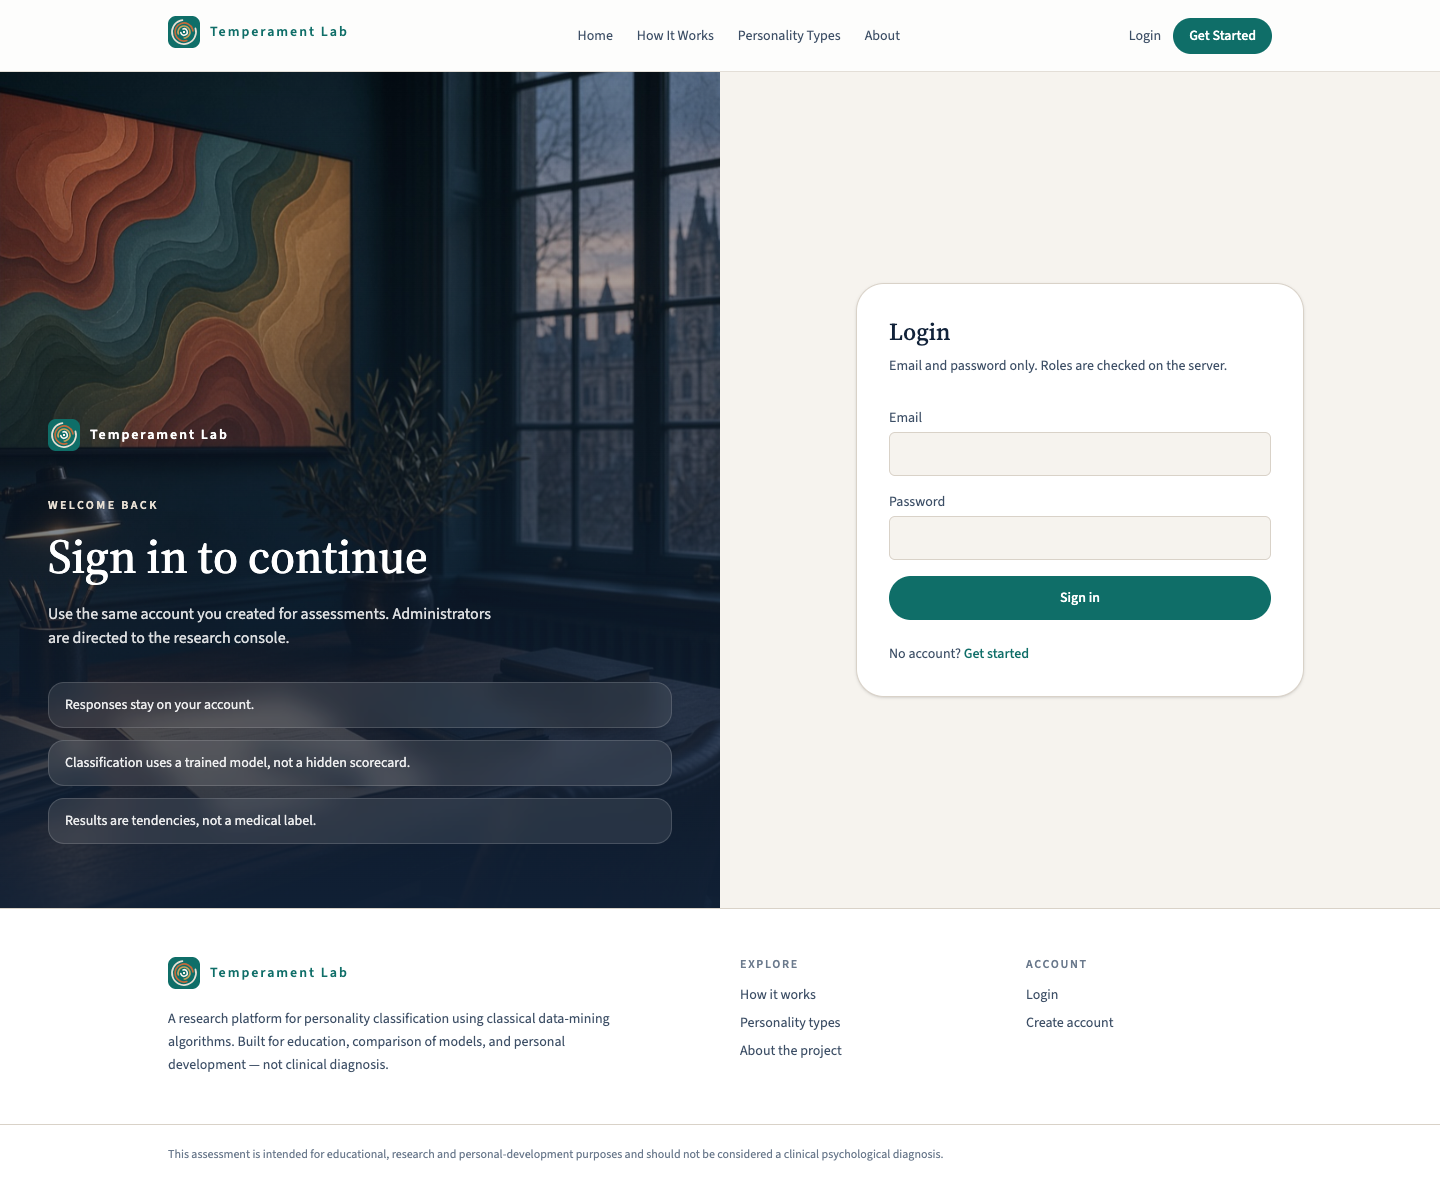 Temperament Lab
Home
How It Works
Personality Types
About
Login
Get Started
Temperament Lab
WELCOME BACK
Sign in to continue
Use the same account you created for assessments. Administrators
are directed to the research console.
Responses stay on your account.
Classification uses a trained model, not a hidden scorecard.
Results are tendencies, not a medical label.
Login
Email and password only. Roles are checked on the server.
Email
Password
Sign in
No account? Get started
Temperament Lab
A research platform for personality classification using classical data-mining
algorithms. Built for education, comparison of models, and personal
development — not clinical diagnosis.
EXPLORE
How it works
Personality types
About the project
ACCOUNT
Login
Create account
This assessment is intended for educational, research and personal-development purposes and should not be considered a clinical psychological diagnosis.